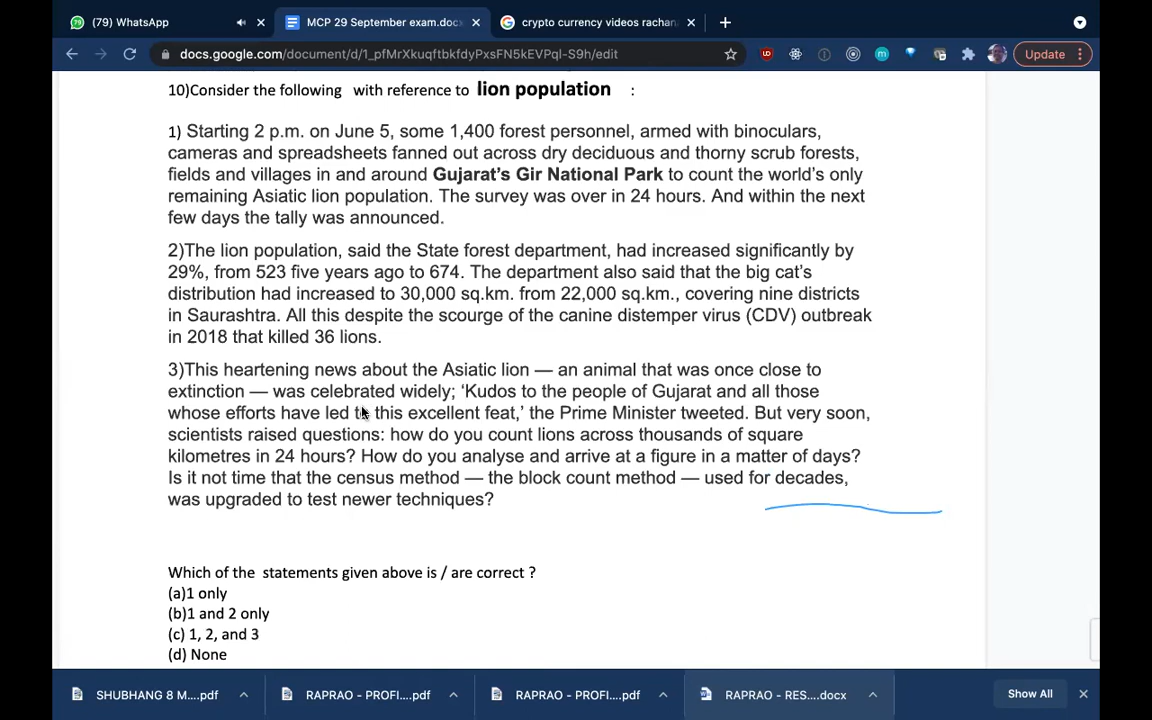 79 (79) WhatsApp
MCP 29 September exam.docx
crypto currency videos rachan
docs.google.com/document/d/1_pfMrXkuqftbkfdyPxsFN5kEVPqI-S9h/edit
Update
10)Consider the following with reference to lion population :
1) Starting 2 p.m. on June 5, some 1,400 forest personnel, armed with binoculars,
cameras and spreadsheets fanned out across dry deciduous and thorny scrub forests,
fields and villages in and around Gujarat's Gir National Park to count the world's only
remaining Asiatic lion population. The survey was over in 24 hours. And within the next
few days the tally was announced.
2)The lion population, said the State forest department, had increased significantly by
29%, from 523 five years ago to 674. The department also said that the big cat's
distribution had increased to 30,000 sq.km. from 22,000 sq.km., covering nine districts
in Saurashtra. All this despite the scourge of the canine distemper virus (CDV) outbreak
in 2018 that killed 36 lions.
3)This heartening news about the Asiatic lion — an animal that was once close to
extinction — was celebrated widely; 'Kudos to the people of Gujarat and all those
whose efforts have led to this excellent feat,' the Prime Minister tweeted. But very soon,
scientists raised questions: how do you count lions across thousands of square
kilometres in 24 hours? How do you analyse and arrive at a figure in a matter of days?
Is it not time that the census method — the block count method — used for decades,
was upgraded to test newer techniques?
Which of the statements given above is / are correct ?
(a)1 only
(b)1 and 2 only
(c) 1, 2, and 3
(d) None
SHUBHANG 8 M....pdf
RAPRAO - PROFI....pdf
RAPRAO - PROFI....pdf
RAPRAO - RES....docx
Show All